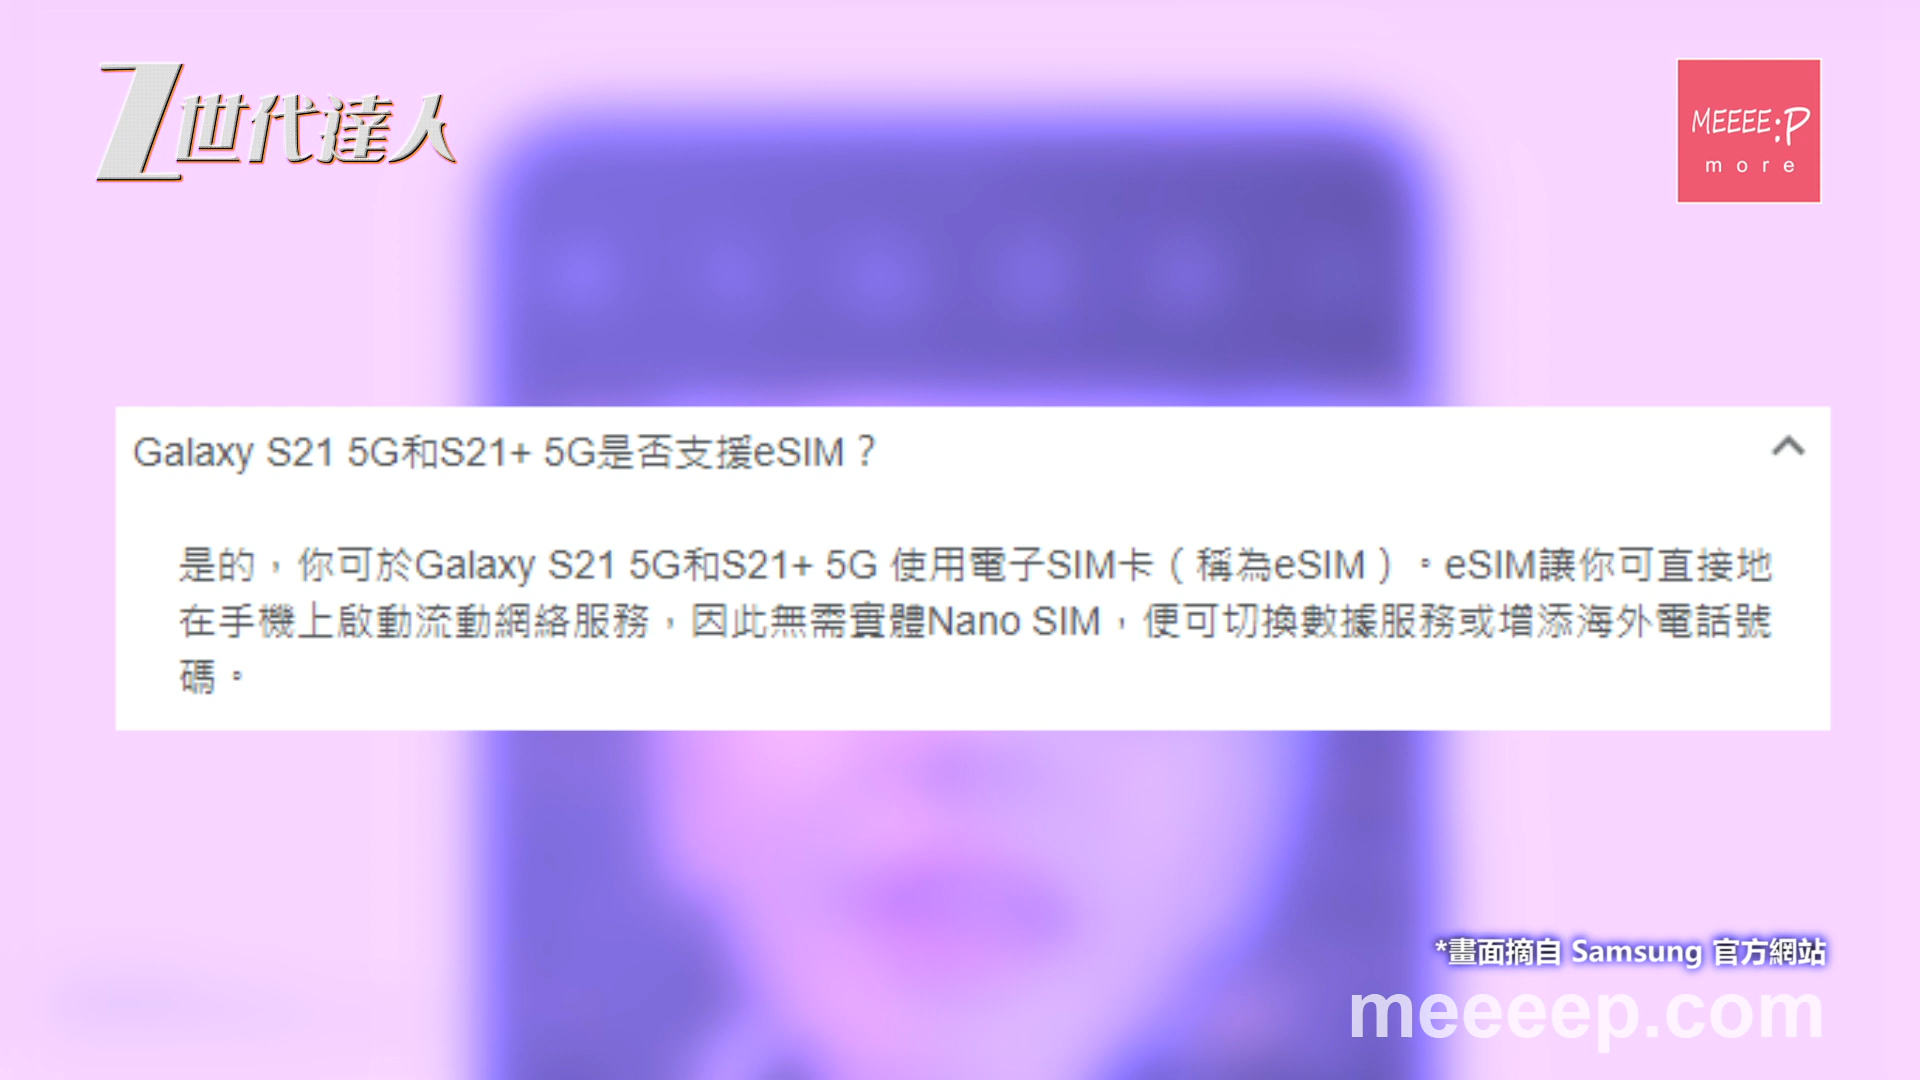 Z世代達人
MEEEE:P
more
Galaxy S21 5G和S21+ 5G是否支援eSIM？
是的，你可於Galaxy S21 5G和S21+ 5G 使用電子SIM卡（稱為eSIM）。eSIM讓你可直接地
在手機上啟動流動網絡服務，因此無需實體Nano SIM，便可切換數據服務或增添海外電話號
碼。
*畫面摘自 Samsung 官方網站
meeeep.com